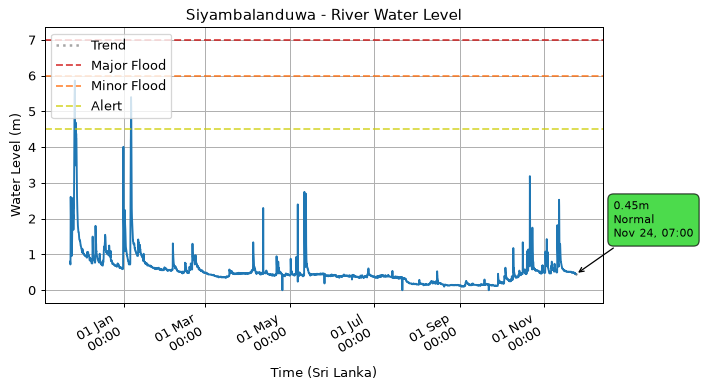 Siyambalanduwa - River Water Level
Trend
Major Flood
Minor Flood
Alert
Water Level (m)
7
6
5
4
3
2
1
0
0.45m
Normal
Nov 24, 07:00
01 Jan
00:00
01 Mar
00:00
01 May
00:00
01 Jul
00:00
01 Sep
00:00
01 Nov
00:00
Time (Sri Lanka)